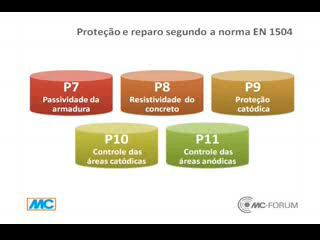 Proteção e reparo segundo a norma EN 1504
P7
Passividade da
armadura
P8
Resistividade do
concreto
P9
Proteção
catódica
P10
Controle das
áreas catódicas
P11
Controle das
áreas anódicas
MC
MC-FORUM